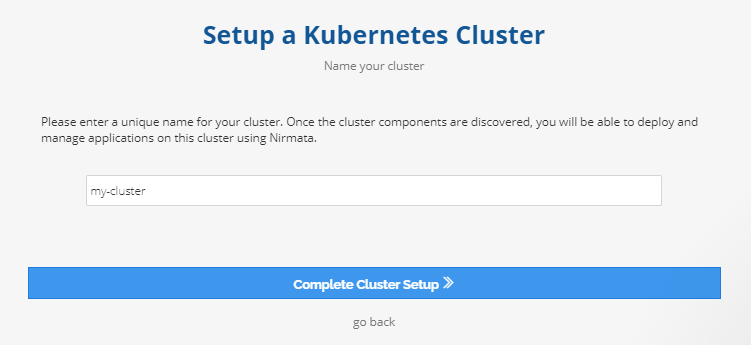 Setup a Kubernetes Cluster
Name your cluster
Please enter a unique name for your cluster. Once the cluster components are discovered, you will be able to deploy and
manage applications on this cluster using Nirmata.
my-cluster
Complete Cluster Setup
go back